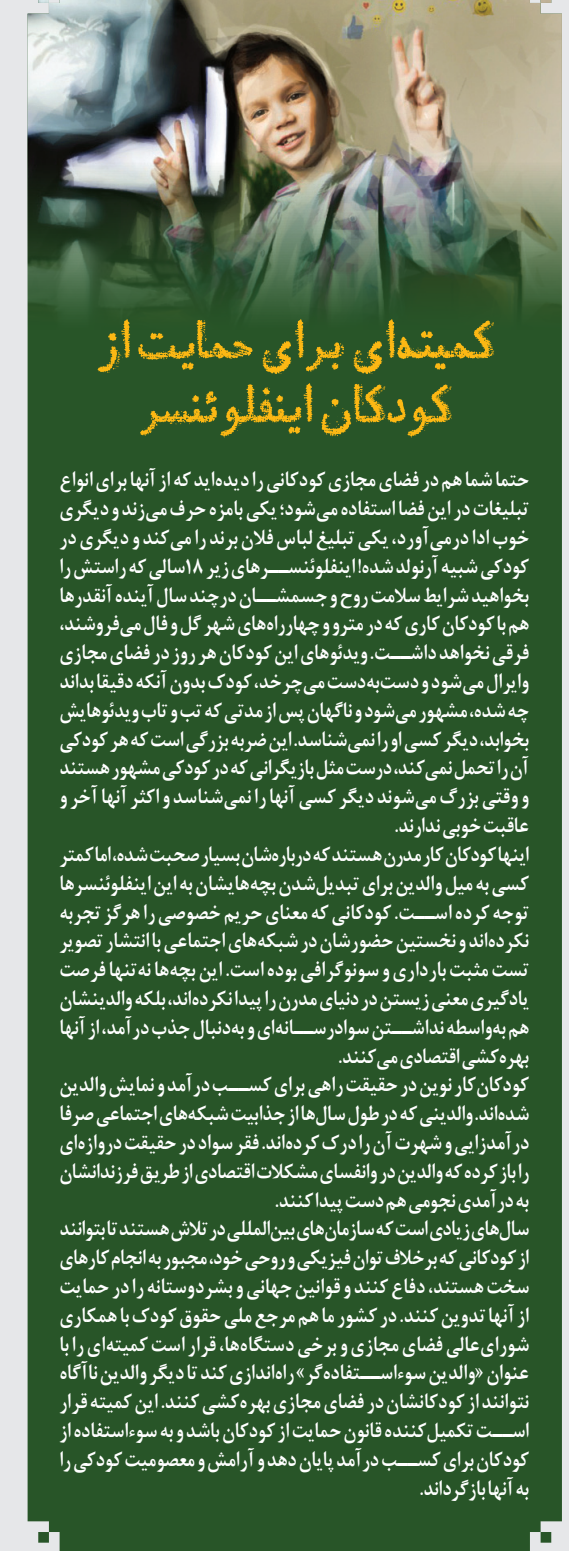 کمیته‌ای برای حمایت از
کودکان اینفلوئنسر
حتما شما هم در فضای مجازی کودکانی را دیده‌اید که از آنها برای انواع
تبلیغات در این فضا استفاده می‌شود؛ یکی بامزه حرف می‌زند و دیگری
خوب ادا درمی‌آورد، یکی تبلیغ لباس فلان برند را می‌کند و دیگری در
کودکی شبیه آرنولد شده! اینفلوئنسرهای زیر ۱۸سالی که راستش را
بخواهید شرایط سلامت روح و جسمشان در چند سال آینده آنقدرها
هم با کودکان کاری که در مترو و چهارراه‌های شهر گل و فال می‌فروشند،
فرقی نخواهد داشت. ویدئوهای این کودکان هر روز در فضای مجازی
وایرال می‌شود و دست‌به‌دست می‌چرخد، کودک بدون آنکه دقیقا بداند
چه شده، مشهور می‌شود و ناگهان پس از مدتی که تب و تاب ویدئوهایش
بخوابد، دیگر کسی او را نمی‌شناسد. این ضربه بزرگی است که هر کودکی
آن را تحمل نمی‌کند، درست مثل بازیگرانی که در کودکی مشهور هستند
و وقتی بزرگ می‌شوند دیگر کسی آنها را نمی‌شناسد و اکثر آنها آخر و
عاقبت خوبی ندارند.
اینها کودکان کار مدرن هستند که درباره‌شان بسیار صحبت شده، اما کمتر
کسی به میل والدین برای تبدیل‌شدن بچه‌هایشان به این اینفلوئنسرها
توجه کرده است. کودکانی که معنای حریم خصوصی را هرگز تجربه
نکرده‌اند و نخستین حضورشان در شبکه‌های اجتماعی با انتشار تصویر
تست مثبت بارداری و سونوگرافی بوده است. این بچه‌ها نه‌تنها فرصت
یادگیری معنی زیستن در دنیای مدرن را پیدا نکرده‌اند، بلکه والدینشان
هم به‌واسطه نداشتن سواد رسانه‌ای و به‌دنبال جذب درآمد، از آنها
بهره‌کشی اقتصادی می‌کنند.
کودکان کار نوین در حقیقت راهی برای کسب درآمد و نمایش والدین
شده‌اند. والدینی که در طول سال‌ها از جذابیت شبکه‌های اجتماعی صرفا
درآمدزایی و شهرت آن را درک کرده‌اند. فقر سواد در حقیقت دروازه‌ای
را باز کرده که والدین در وانفسای مشکلات اقتصادی از طریق فرزندانشان
به درآمدی نجومی هم دست پیدا کنند.
سال‌های زیادی است که سازمان‌های بین‌المللی در تلاش هستند تا بتوانند
از کودکانی که برخلاف توان فیزیکی و روحی خود، مجبور به انجام کارهای
سخت هستند، دفاع کنند و قوانین جهانی و بشردوستانه را در حمایت
از آنها تدوین کنند. در کشور ما هم مرجع ملی حقوق کودک با همکاری
شورای عالی فضای مجازی و برخی دستگاه‌ها، قرار است کمیته‌ای را با
عنوان «والدین سوءاستفاده‌گر» راه‌اندازی کند تا دیگر والدین ناآگاه
نتوانند از کودکانشان در فضای مجازی بهره‌کشی کنند. این کمیته قرار
است تکمیل‌کننده قانون حمایت از کودکان باشد و به سوءاستفاده از
کودکان برای کسب درآمد پایان دهد و آرامش و معصومیت کودکی را
به آنها بازگرداند.